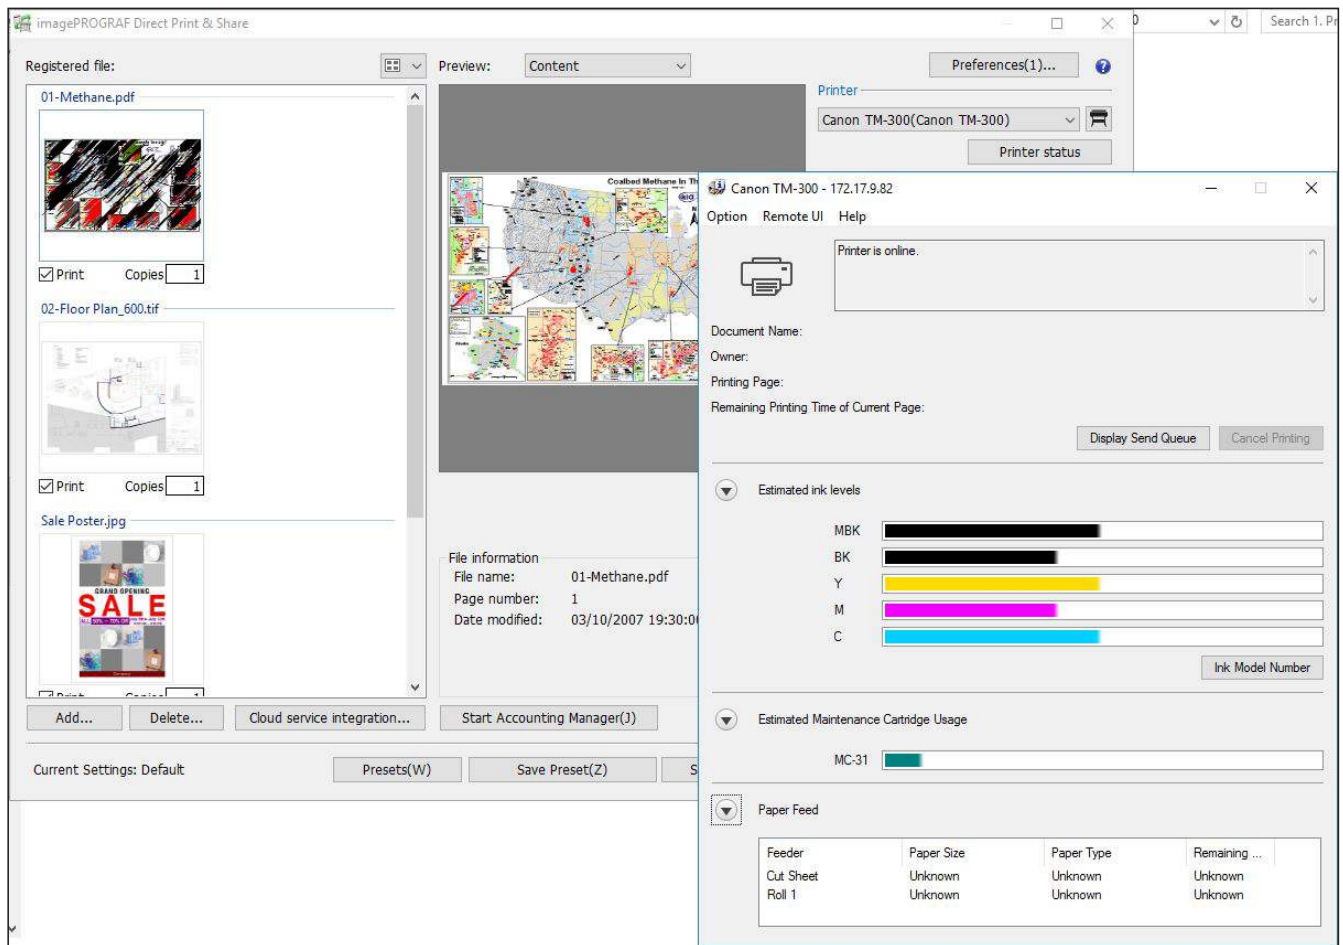 imagePROGRAF Direct Print & Share
Search 1. Pr
Registered file:
Preview:
Content
Preferences(1)...
01-Methane.pdf
Print
Copies 1
02-Floor Plan_600.tif
Print
Copies 1
Sale Poster.jpg
GRAND OPENING
SALE
Print
Copies 1
Coalbed Methane In Th
Printer
Canon TM-300(Canon TM-300)
Printer status
File information
File name: 01-Methane.pdf
Page number: 1
Date modified: 03/10/2007 19:30:0
Add...
Delete...
Cloud service integration...
Start Accounting Manager(J)
Current Settings: Default
Presets(W)
Save Preset(Z)
S
Canon TM-300 - 172.17.9.82
Option Remote UI Help
Printer is online.
Document Name:
Owner:
Printing Page:
Remaining Printing Time of Current Page:
Display Send Queue
Cancel Printing
Estimated ink levels
MBK
BK
Y
M
C
Ink Model Number
Estimated Maintenance Cartridge Usage
MC-31
Paper Feed
Feeder Paper Size Paper Type Remaining ...
Cut Sheet Unknown Unknown Unknown
Roll 1 Unknown Unknown Unknown